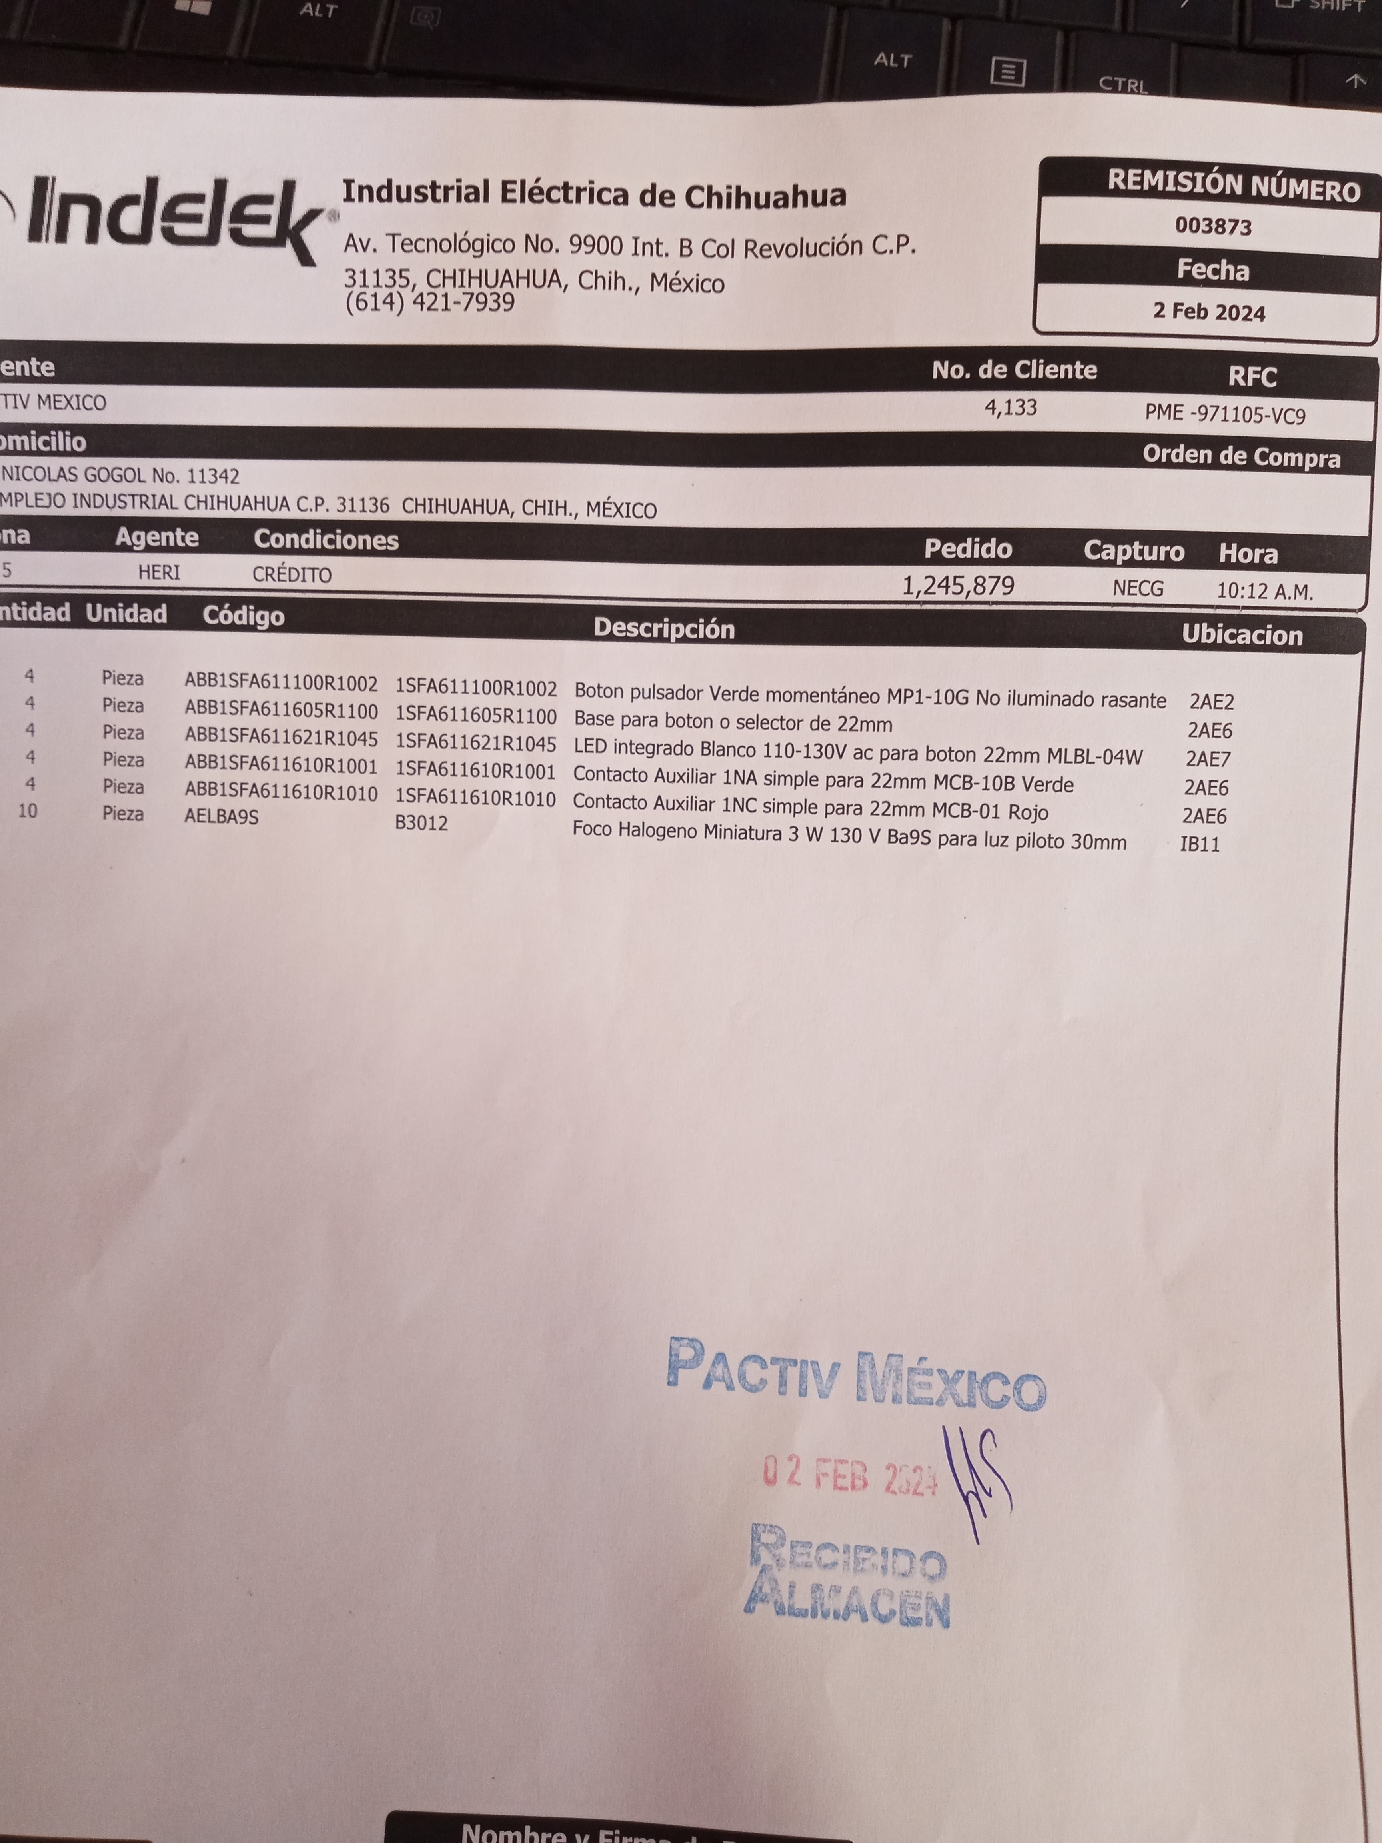 ALT
SHIFT
ALT
CTRL
Indelek®
Industrial Eléctrica de Chihuahua
Av. Tecnológico No. 9900 Int. B Col Revolución C.P.
31135, CHIHUAHUA, Chih., México
(614) 421-7939
REMISIÓN NÚMERO
003873
Fecha
2 Feb 2024
ente No. de Cliente RFC
TIV MEXICO 4,133 PME -971105-VC9
omicilio Orden de Compra
NICOLAS GOGOL No. 11342
MPLEJO INDUSTRIAL CHIHUAHUA C.P. 31136 CHIHUAHUA, CHIH., MÉXICO
na Agente Condiciones Pedido Capturo Hora
5 HERI CRÉDITO 1,245,879 NECG 10:12 A.M.
ntidad Unidad Código Descripción Ubicacion
4 Pieza ABB1SFA611100R1002 1SFA611100R1002 Boton pulsador Verde momentáneo MP1-10G No iluminado rasante 2AE2
4 Pieza ABB1SFA611605R1100 1SFA611605R1100 Base para boton o selector de 22mm 2AE6
4 Pieza ABB1SFA611621R1045 1SFA611621R1045 LED integrado Blanco 110-130V ac para boton 22mm MLBL-04W 2AE7
4 Pieza ABB1SFA611610R1001 1SFA611610R1001 Contacto Auxiliar 1NA simple para 22mm MCB-10B Verde 2AE6
4 Pieza ABB1SFA611610R1010 1SFA611610R1010 Contacto Auxiliar 1NC simple para 22mm MCB-01 Rojo 2AE6
10 Pieza AELBA9S B3012 Foco Halogeno Miniatura 3 W 130 V Ba9S para luz piloto 30mm IB11
PACTIV MÉXICO
02 FEB 2024
RECIBIDO
ALMACEN
Nombre y Firma